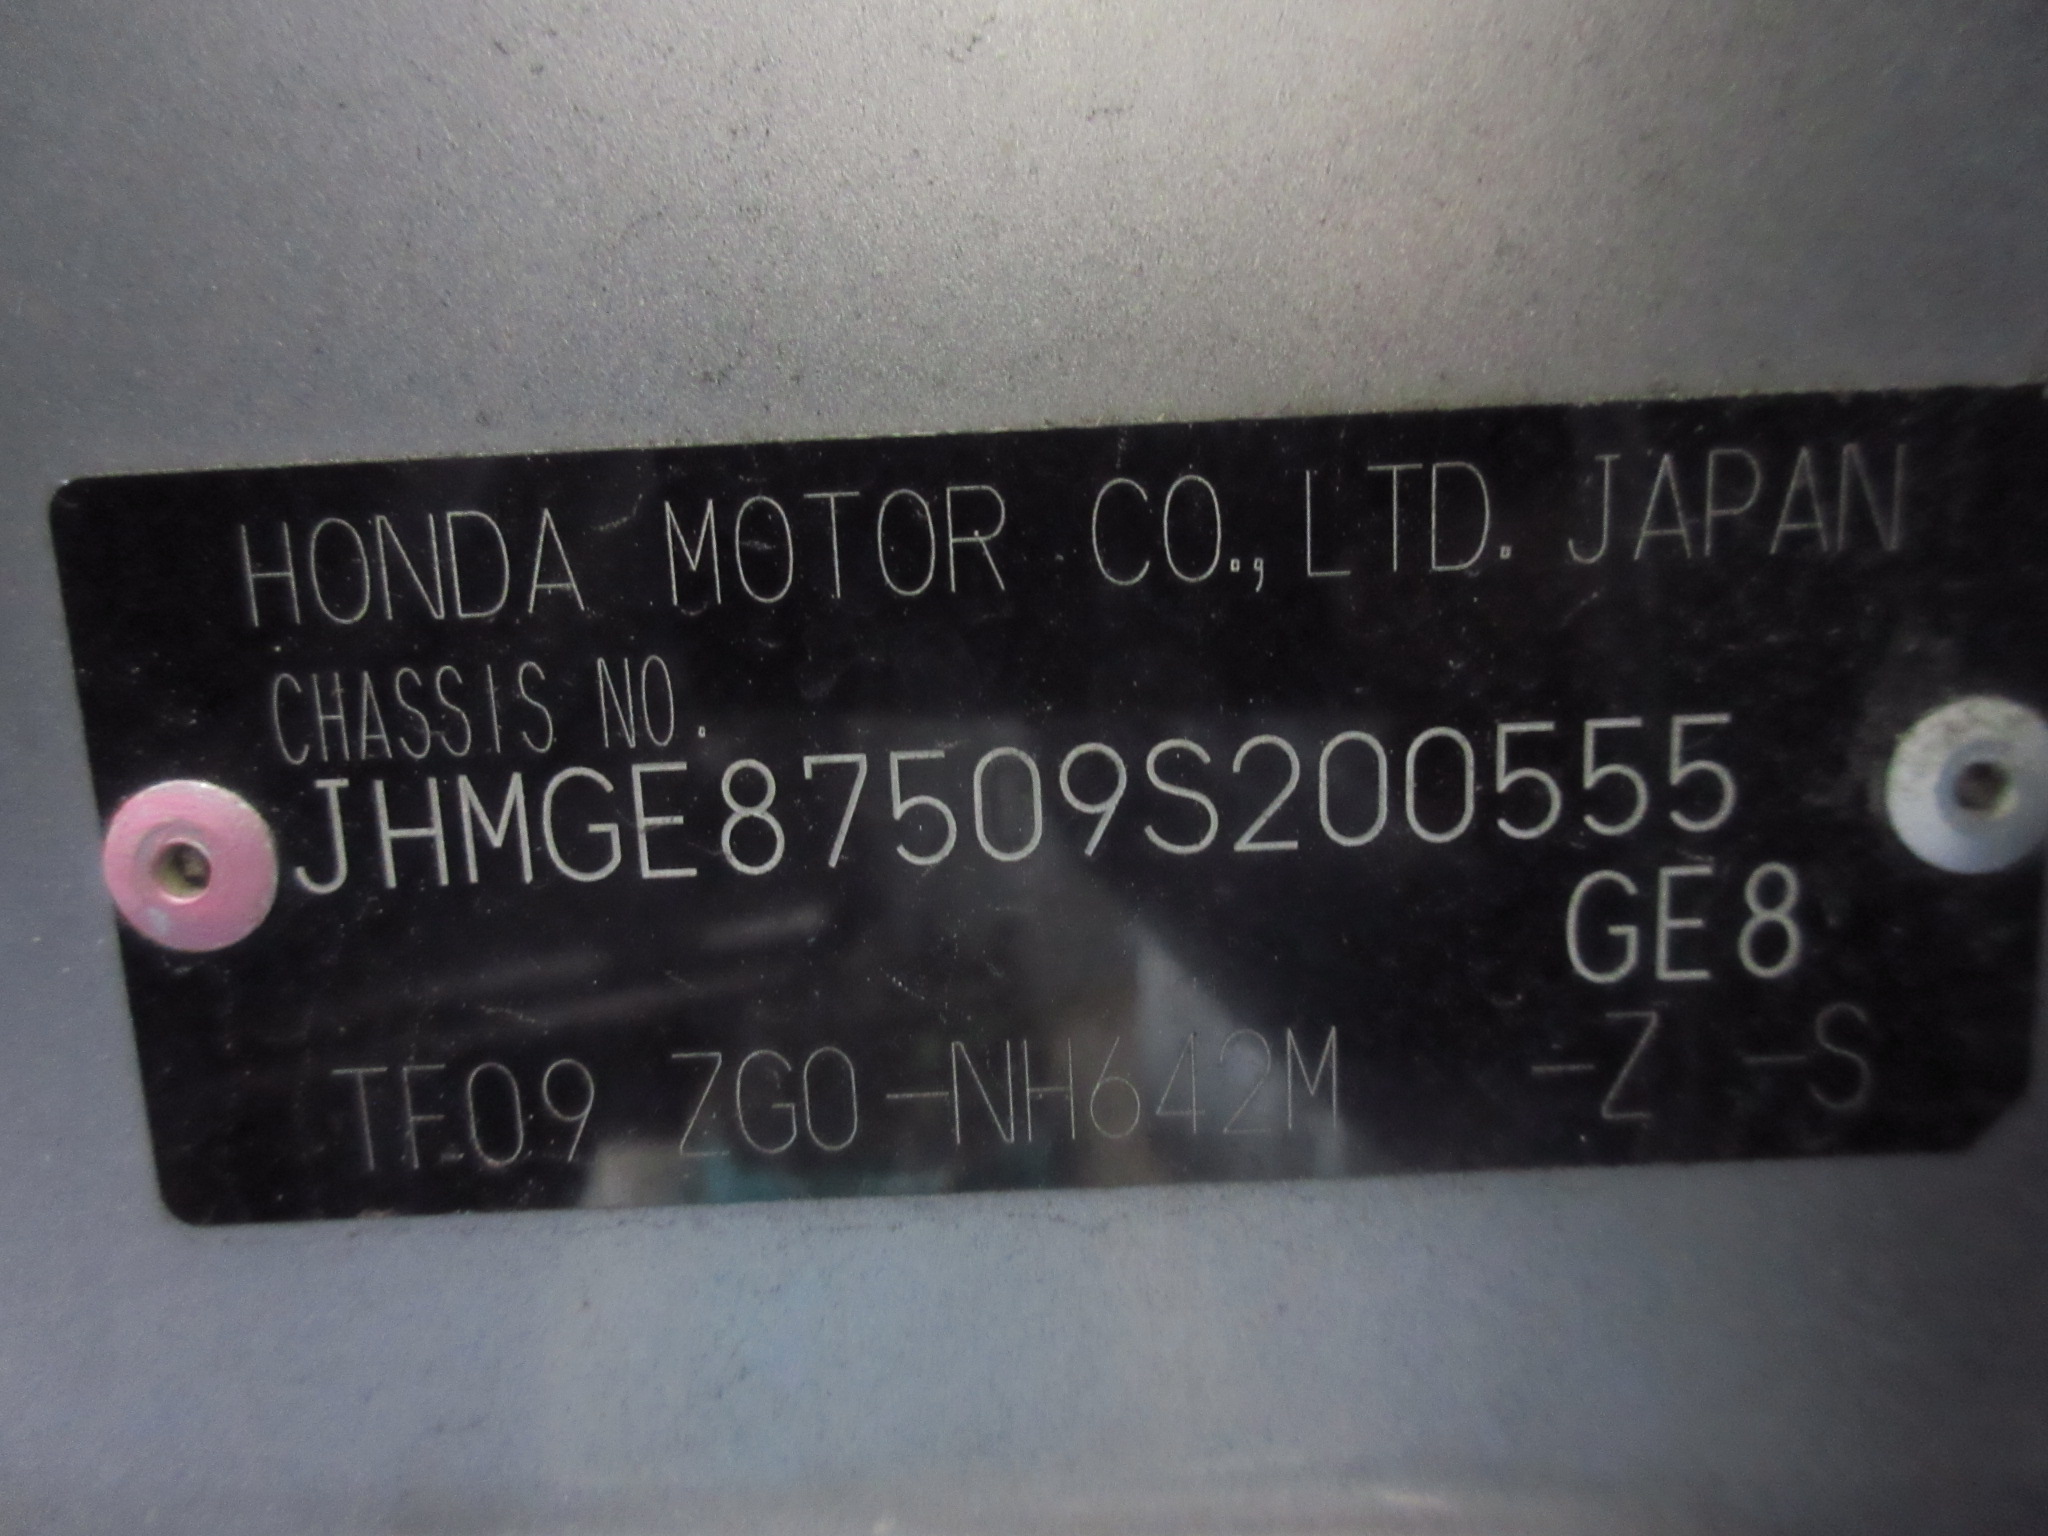 HONDA MOTOR CO., LTD. JAPAN
CHASSIS NO.
JHMGE87509S200555
GE8
TF09 ZG0-NH642M -Z -S